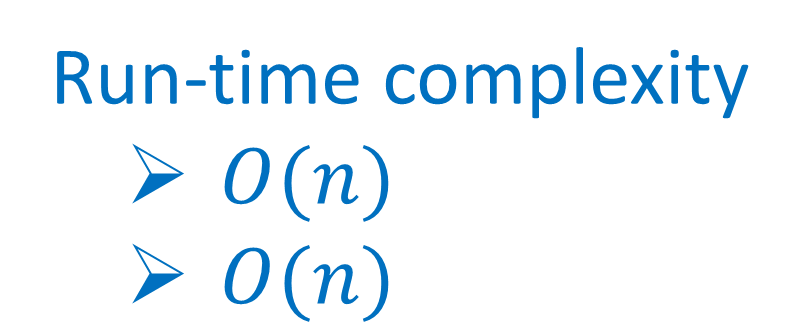 Run-time complexity
➢ O(n)
➢ O(n)